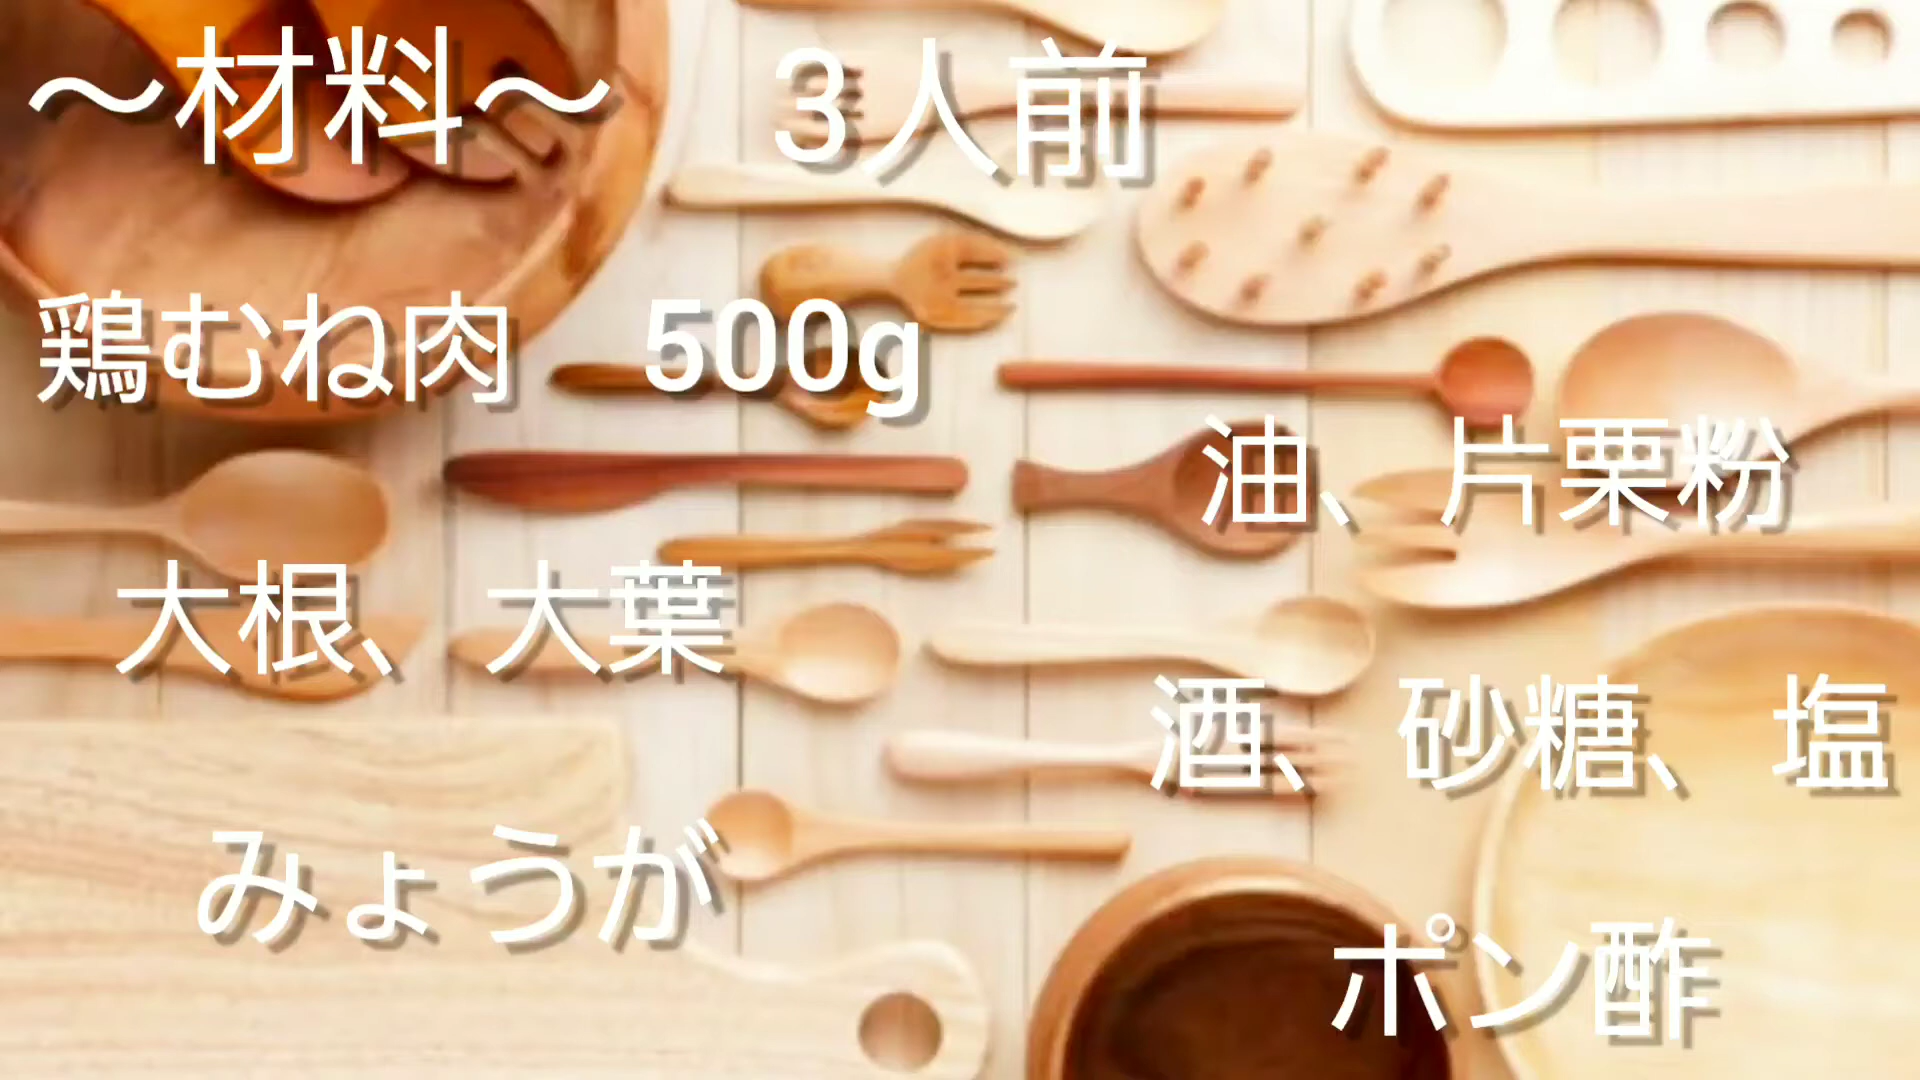 ～材料～　3人前
鶏むね肉　500g
油、片栗粉
大根、大葉
酒、砂糖、塩
みょうが
ポン酢